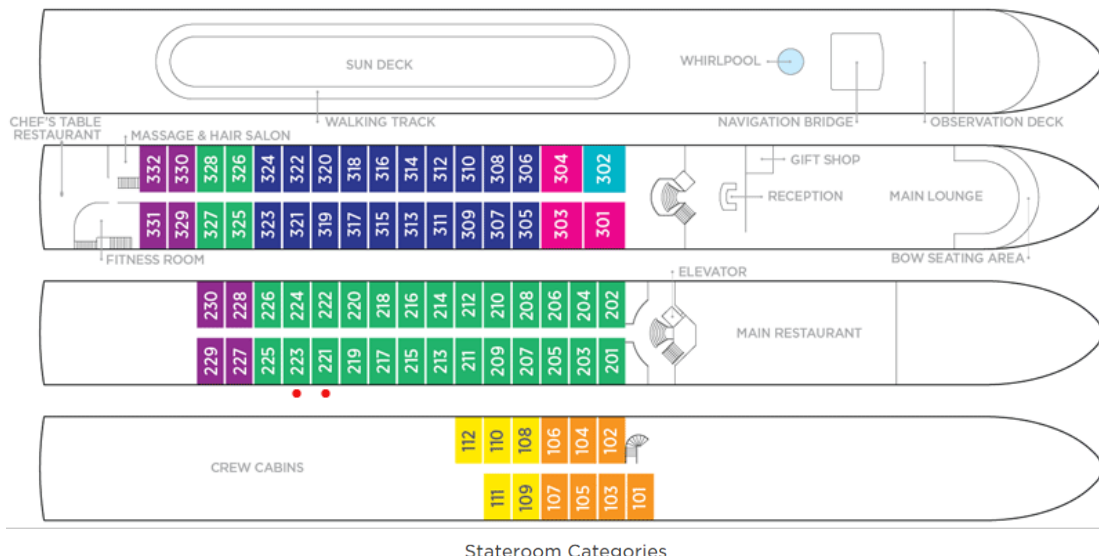 SUN DECK
WHIRLPOOL
CHEF'S TABLE
RESTAURANT
MASSAGE & HAIR SALON
WALKING TRACK
NAVIGATION BRIDGE
OBSERVATION DECK
332 330 328 326 324 322 320 318 316 314 312 310 308 306 304 302
GIFT SHOP
RECEPTION
MAIN LOUNGE
331 329 327 325 323 321 319 317 315 313 311 309 307 305 303 301
FITNESS ROOM
BOW SEATING AREA
ELEVATOR
230 228 226 224 222 220 218 216 214 212 210 208 206 204 202
MAIN RESTAURANT
229 227 225 223 221 219 217 215 213 211 209 207 205 203 201
112 110 108 106 104 102
CREW CABINS
111 109 107 105 103 101
Stateroom Categories